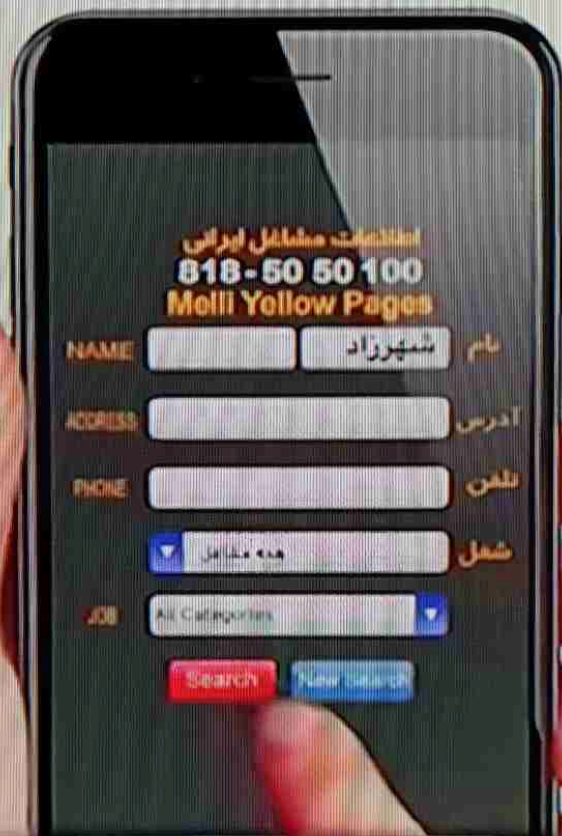 اطلاعات مشاغل ایرانی
818-50 50 100
Melli Yellow Pages
NAME شهرزاد نام
ADDRESS آدرس
PHONE تلفن
همه مشاغل شغل
JOB All Categories
Search New Search